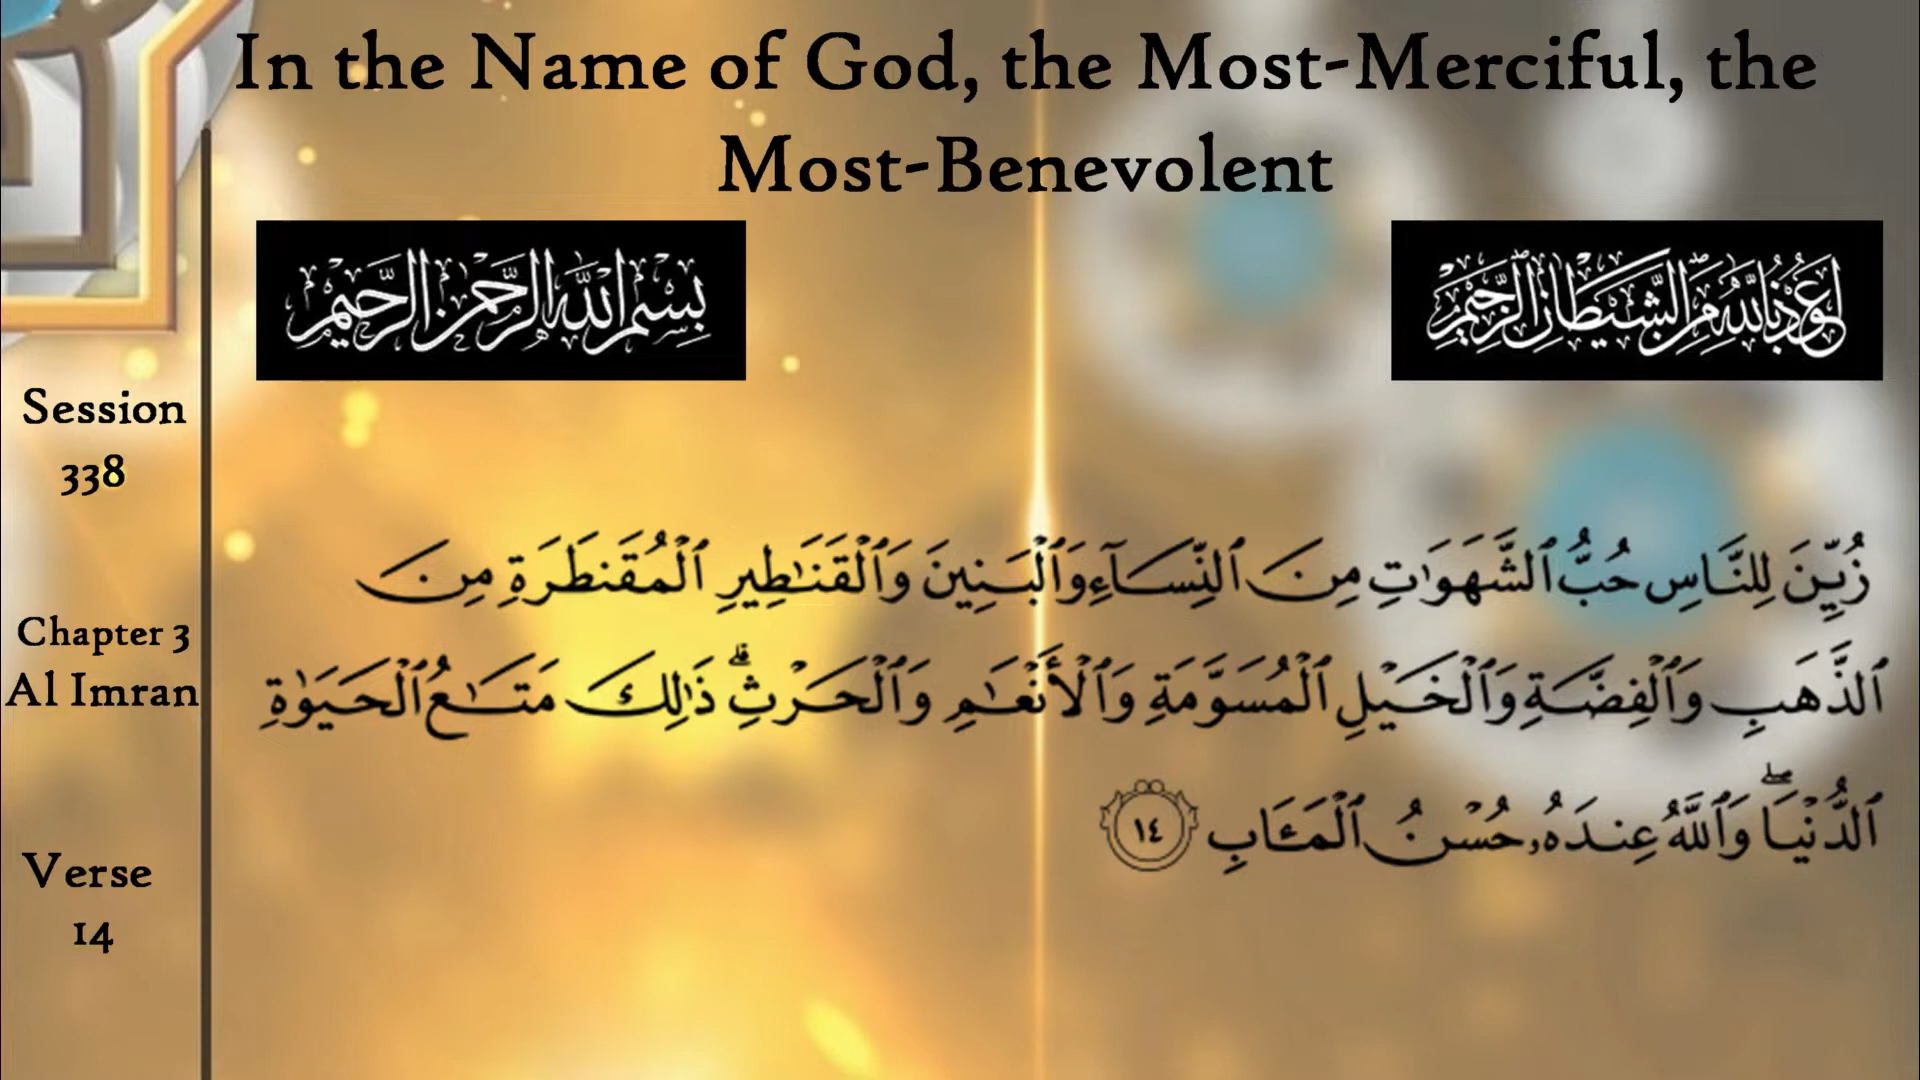 In the Name of God, the Most-Merciful, the
Most-Benevolent
أعوذ بالله من الشيطان الرجيم
بسم الله الرحمن الرحيم
Session
338
Chapter 3
Al Imran
Verse
14
زُيِّنَ لِلنَّاسِ حُبُّ ٱلشَّهَوَٰتِ مِنَ ٱلنِّسَآءِ وَٱلْبَنِينَ وَٱلْقَنَٰطِيرِ ٱلْمُقَنطَرَةِ مِنَ
ٱلذَّهَبِ وَٱلْفِضَّةِ وَٱلْخَيْلِ ٱلْمُسَوَّمَةِ وَٱلْأَنْعَٰمِ وَٱلْحَرْثِ ۗ ذَٰلِكَ مَتَٰعُ ٱلْحَيَوٰةِ
ٱلدُّنْيَا ۖ وَٱللَّهُ عِندَهُۥ حُسْنُ ٱلْمَـَٔابِ ١٤